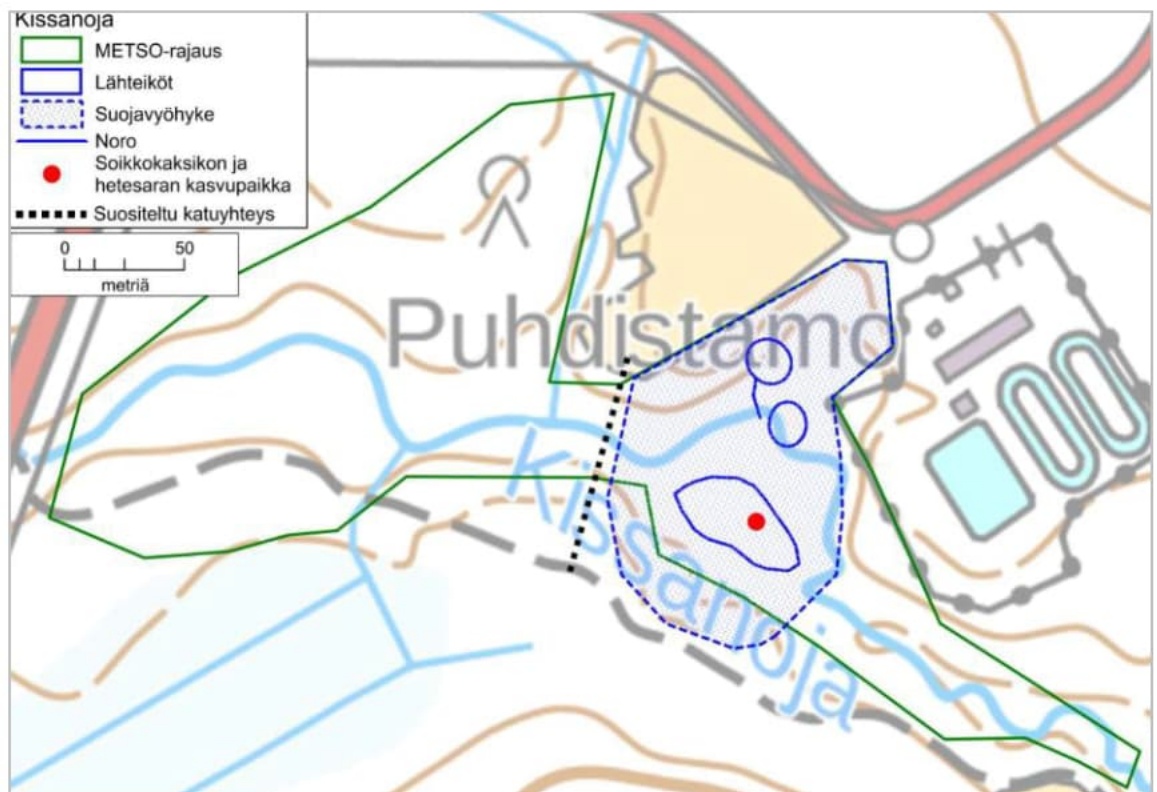 Kissanoja
METSO-rajaus
Lähteiköt
Suojavyöhyke
Noro
Soikkokaksikon ja
hetesaran kasvupaikka
Suositeltu katuyhteys
0 50
metriä
Puhdistamo
Kissanoja